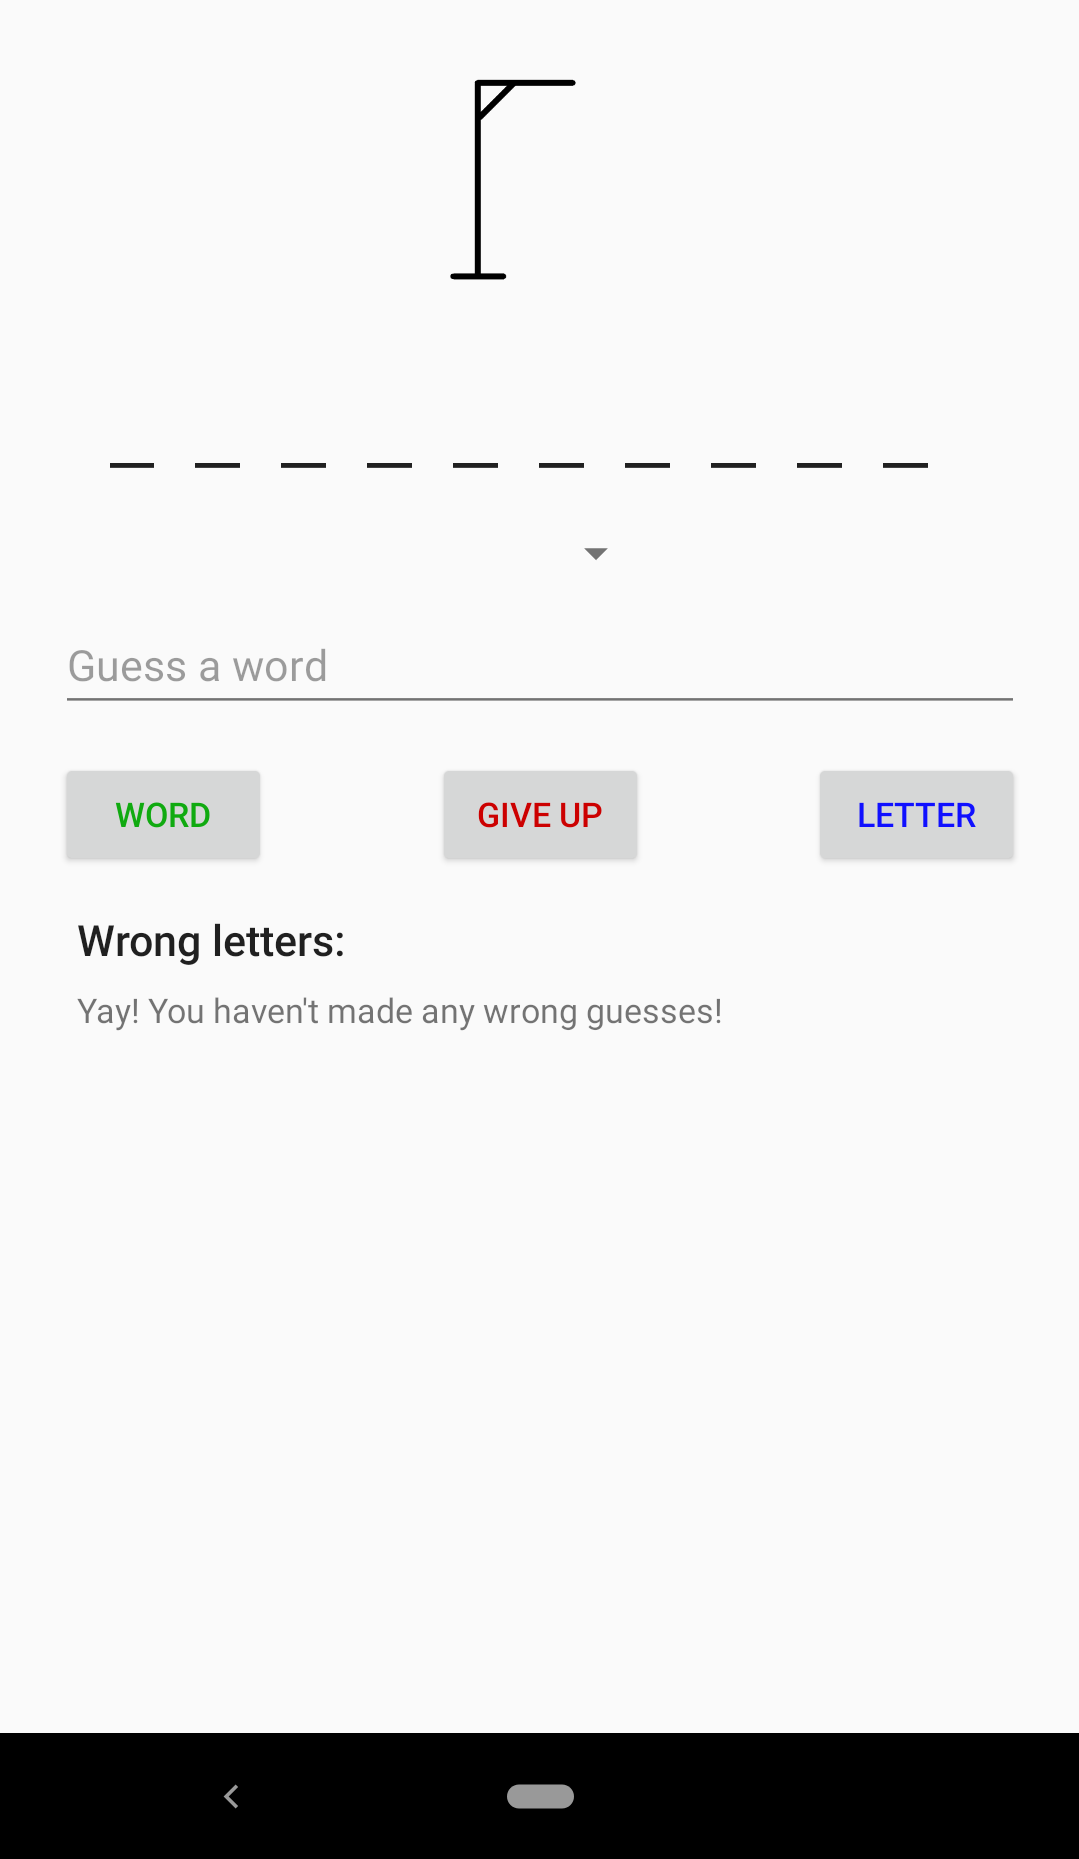 _ _ _ _ _ _ _ _ _ _
Guess a word
WORD GIVE UP LETTER
Wrong letters:
Yay! You haven't made any wrong guesses!